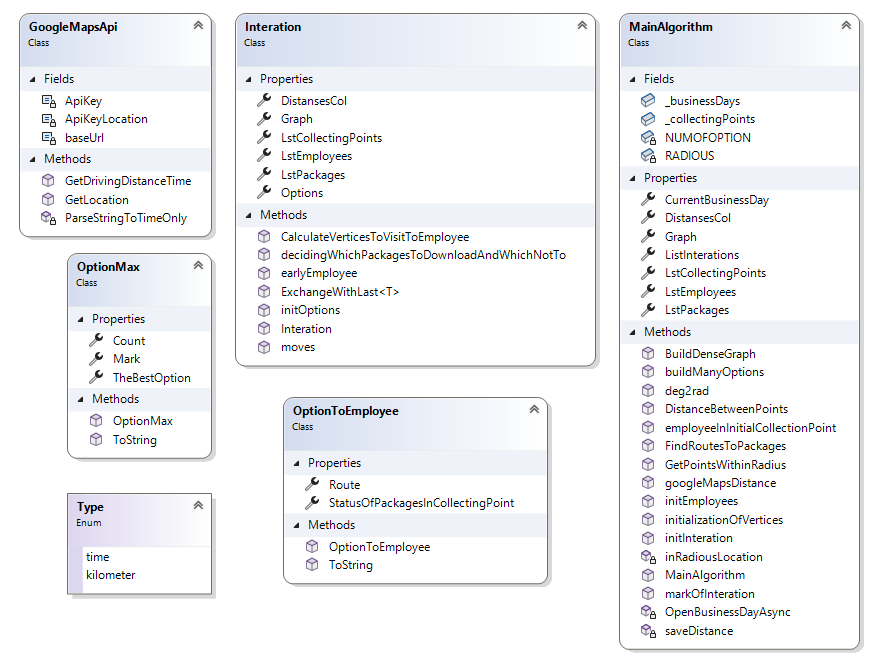 GoogleMapsApi
Class
Fields
ApiKey
ApiKeyLocation
baseUrl
Methods
GetDrivingDistanceTime
GetLocation
ParseStringToTimeOnly
OptionMax
Class
Properties
Count
Mark
TheBestOption
Methods
OptionMax
ToString
Type
Enum
time
kilometer
Interation
Class
Properties
DistansesCol
Graph
LstCollectingPoints
LstEmployees
LstPackages
Options
Methods
CalculateVerticesToVisitToEmployee
decidingWhichPackagesToDownloadAndWhichNotTo
earlyEmployee
ExchangeWithLast<T>
initOptions
Interation
moves
OptionToEmployee
Class
Properties
Route
StatusOfPackagesInCollectingPoint
Methods
OptionToEmployee
ToString
MainAlgorithm
Class
Fields
_businessDays
_collectingPoints
NUMOFOPTION
RADIOUS
Properties
CurrentBusinessDay
DistansesCol
Graph
ListInterations
LstCollectingPoints
LstEmployees
LstPackages
Methods
BuildDenseGraph
buildManyOptions
deg2rad
DistanceBetweenPoints
employeeInInitialCollectionPoint
FindRoutesToPackages
GetPointsWithinRadius
googleMapsDistance
initEmployees
initializationOfVertices
initInteration
inRadiousLocation
MainAlgorithm
markOfInteration
OpenBusinessDayAsync
saveDistance